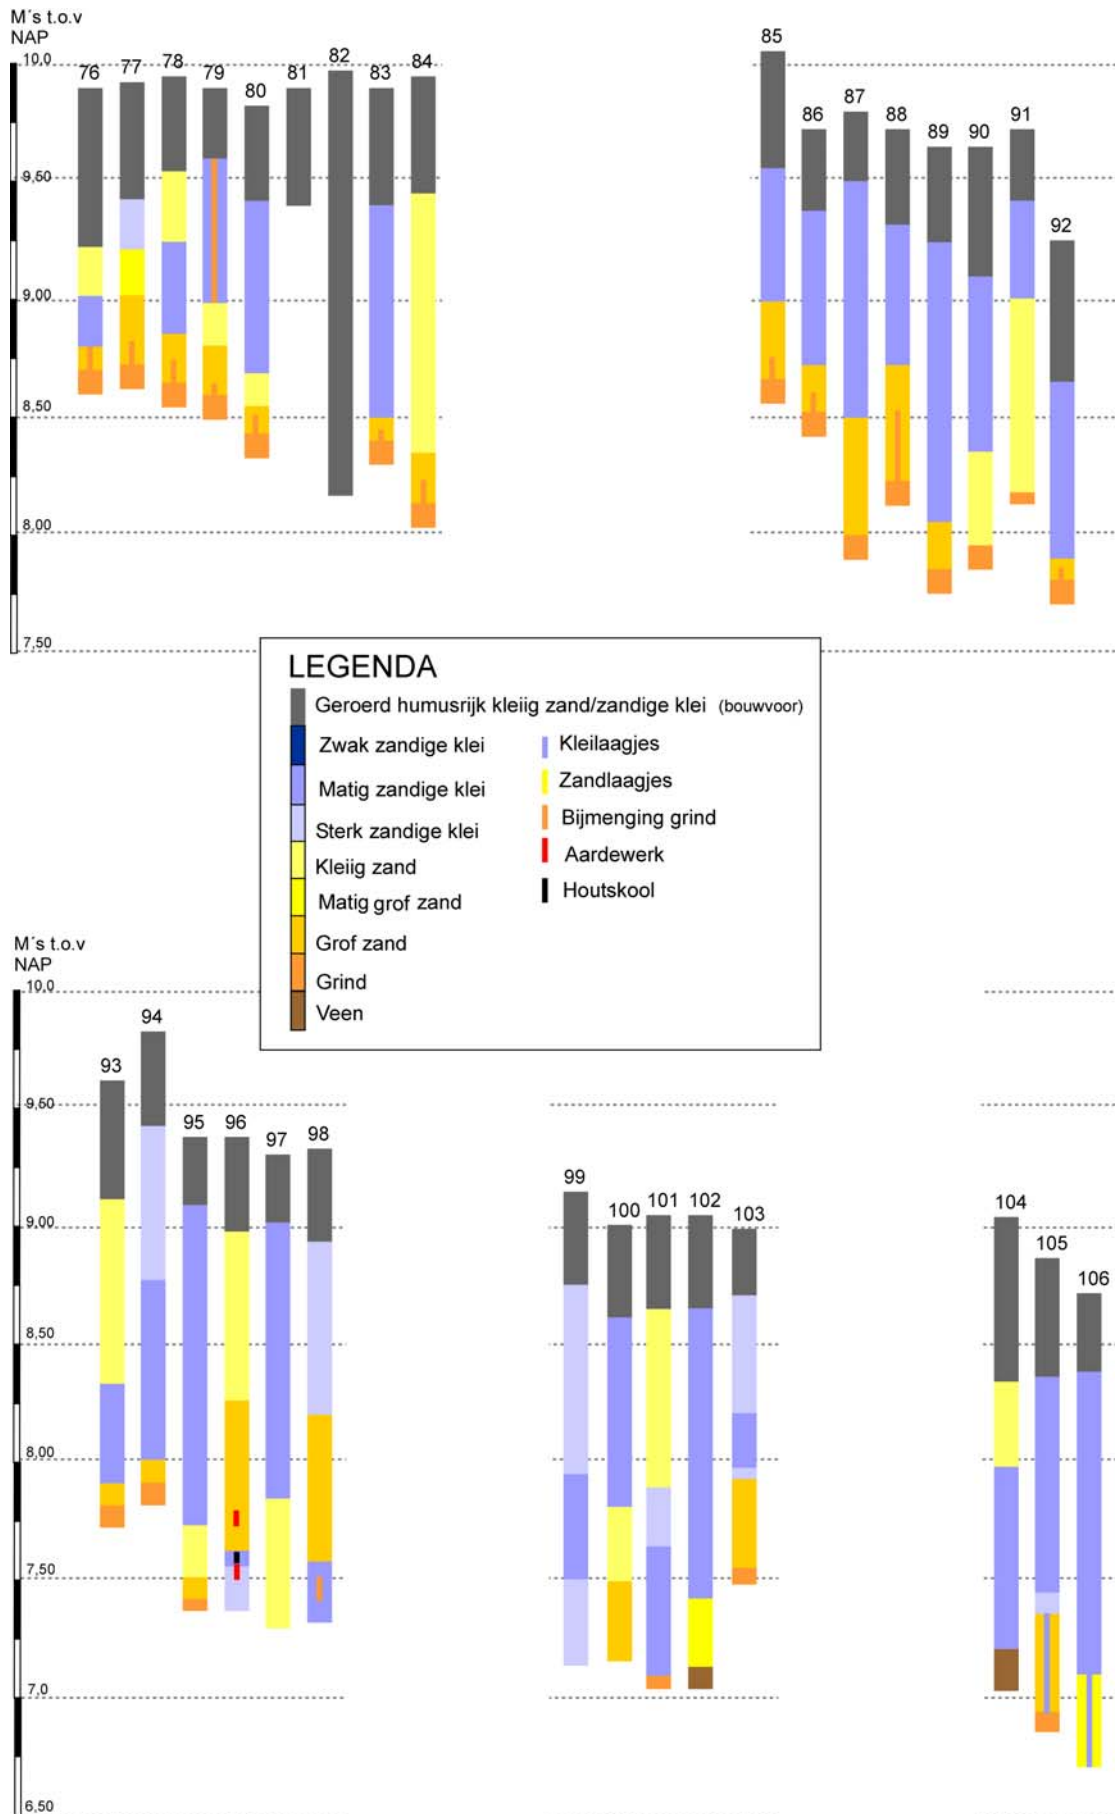 M´s t.o.v
NAP
10,0
76 77 78 79 80 81 82 83 84 85 86 87 88 89 90 91 92
9,50
9,00
8,50
8,00
7,50
LEGENDA
Geroerd humusrijk kleiig zand/zandige klei (bouwvoor)
Zwak zandige klei
Matig zandige klei
Sterk zandige klei
Kleiig zand
Matig grof zand
Grof zand
Grind
Veen
Kleilaagjes
Zandlaagjes
Bijmenging grind
Aardewerk
Houtskool
M´s t.o.v
NAP
10,0
93 94 95 96 97 98 99 100 101 102 103 104 105 106
9,50
9,00
8,50
8,00
7,50
7,0
6,50